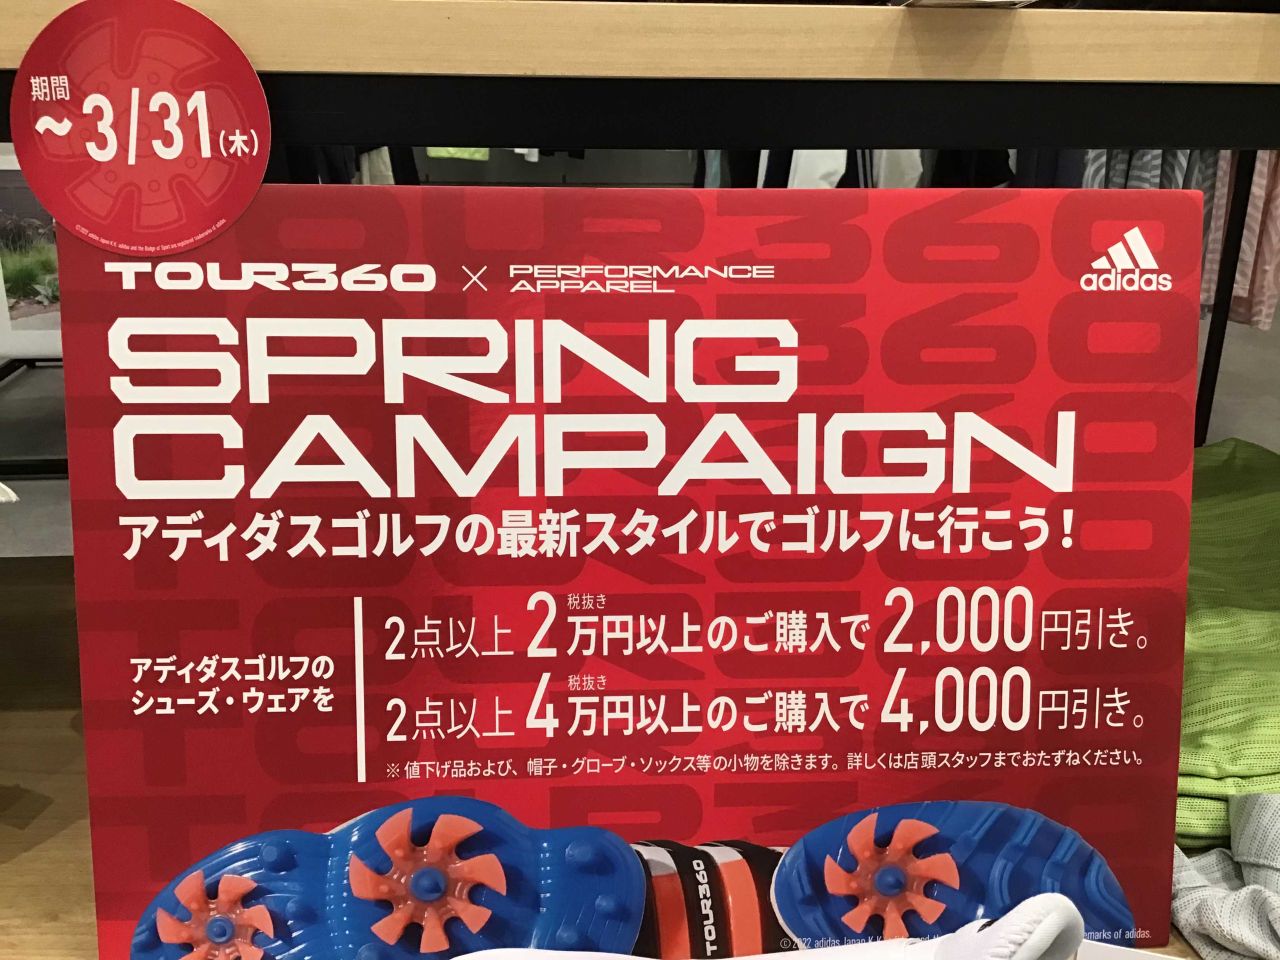 期間
～3/31(木)
TOUR360 × PERFORMANCE APPAREL
adidas
SPRING
CAMPAIGN
アディダスゴルフの最新スタイルでゴルフに行こう!
アディダスゴルフの
シューズ・ウェアを
2点以上 2万円以上のご購入で 2,000円引き。
税抜き
2点以上 4万円以上のご購入で 4,000円引き。
税抜き
※ 値下げ品および、帽子・グローブ・ソックス等の小物を除きます。詳しくは店頭スタッフまでおたずねください。
TOUR360
© 2022 adidas Japan K.K.
emarks of adidas.